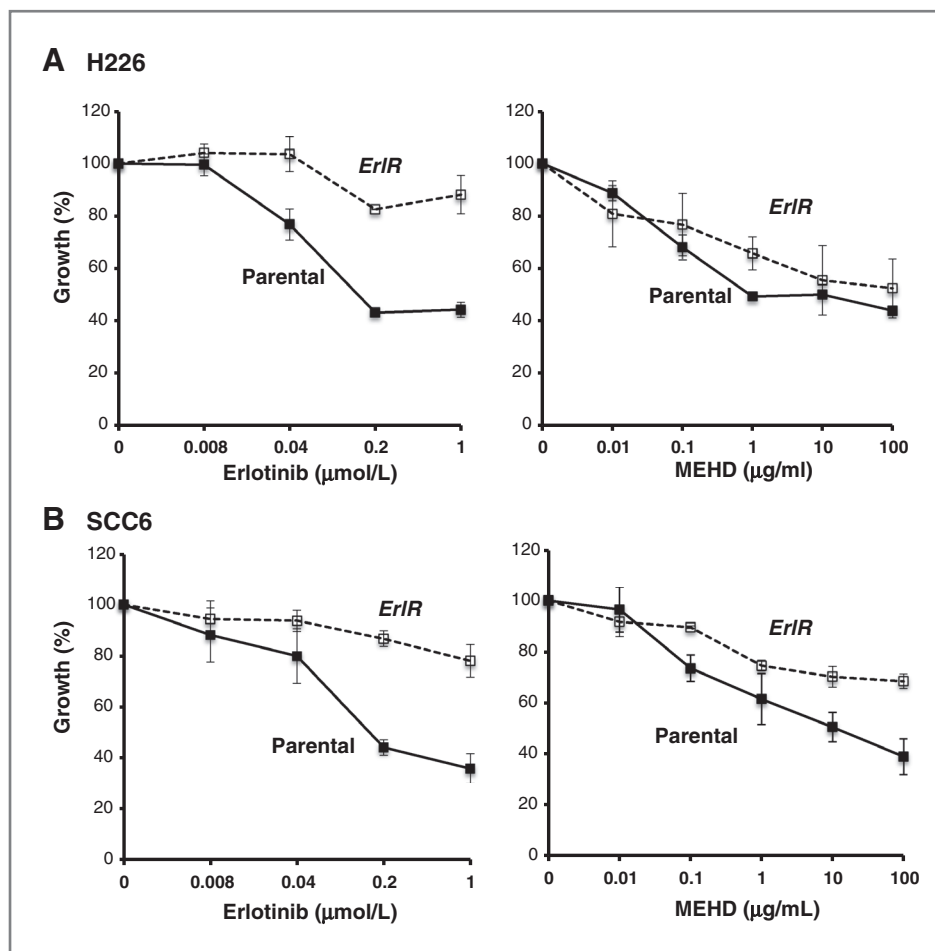 A H226
120
100
80
60
40
20
0
Growth (%)
ErlR
Parental
0 0.008 0.04 0.2 1
Erlotinib (μmol/L)
120
100
80
60
40
20
0
ErlR
Parental
0 0.01 0.1 1 10 100
MEHD (μg/ml)
B SCC6
120
100
80
60
40
20
0
Growth (%)
ErlR
Parental
0 0.008 0.04 0.2 1
Erlotinib (μmol/L)
120
100
80
60
40
20
0
ErlR
Parental
0 0.01 0.1 1 10 100
MEHD (μg/mL)